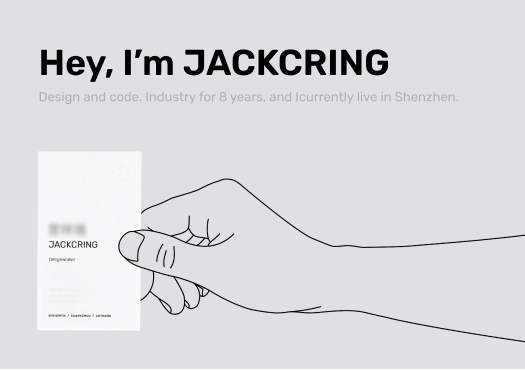 Hey, I'm JACKCRING
Design and code. Industry for 8 years, and Icurrently live in Shenzhen.
JACKCRING